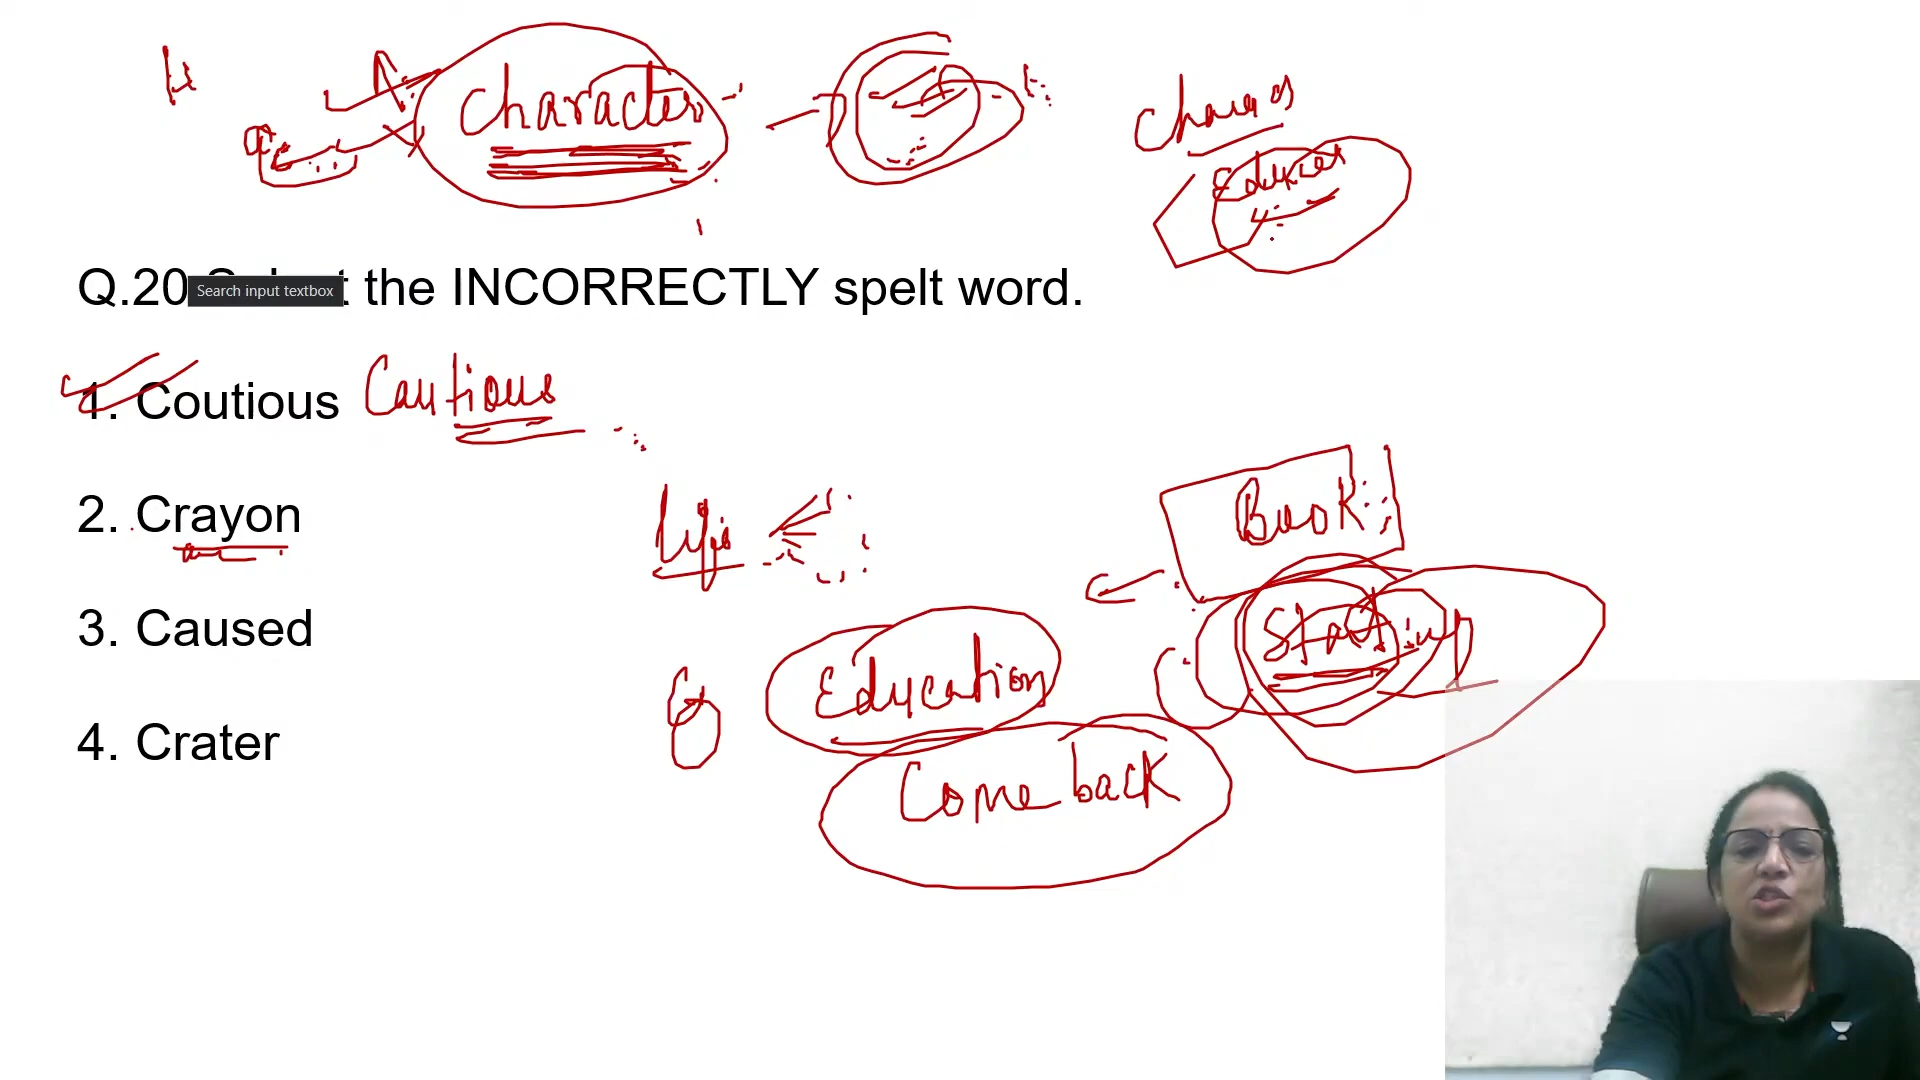 Character
Q.20 Select the INCORRECTLY spelt word.
Search input textbox
1. Coutious Cautious
2. Crayon
Life
Book
3. Caused
Education
Come back
4. Crater